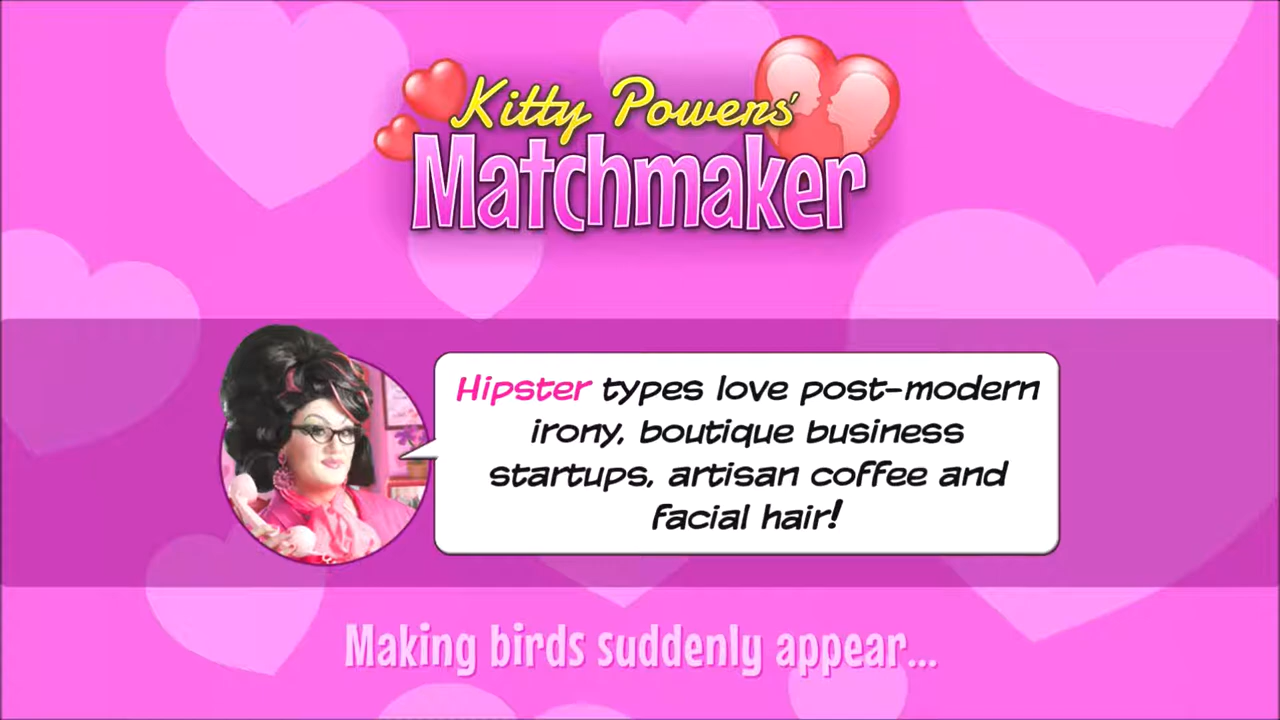 Kitty Powers'
Matchmaker
Hipster types love post-modern
irony, boutique business
startups, artisan coffee and
facial hair!
Making birds suddenly appear...